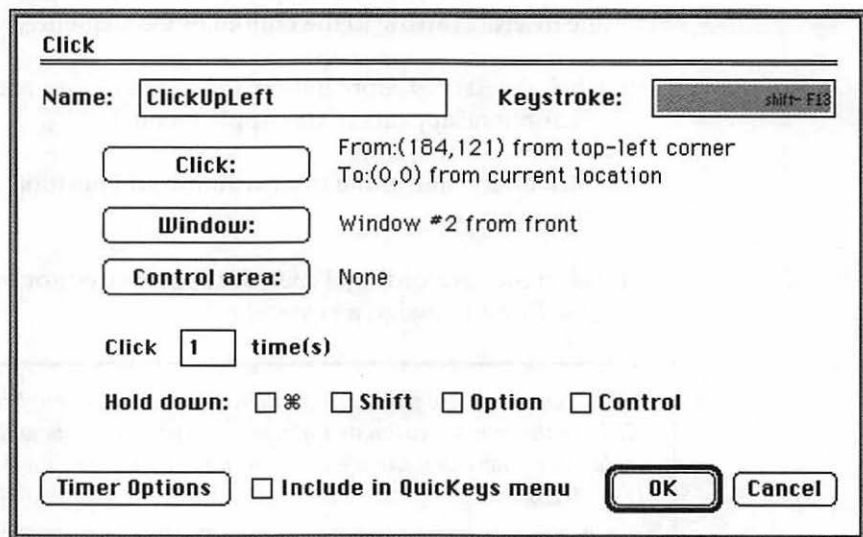 Click
Name: ClickUpLeft Keystroke: shift- F13
Click: From:(184,121) from top-left corner
To:(0,0) from current location
Window: Window #2 from front
Control area: None
Click 1 time(s)
Hold down: ⌘ Shift Option Control
Timer Options Include in QuicKeys menu OK Cancel